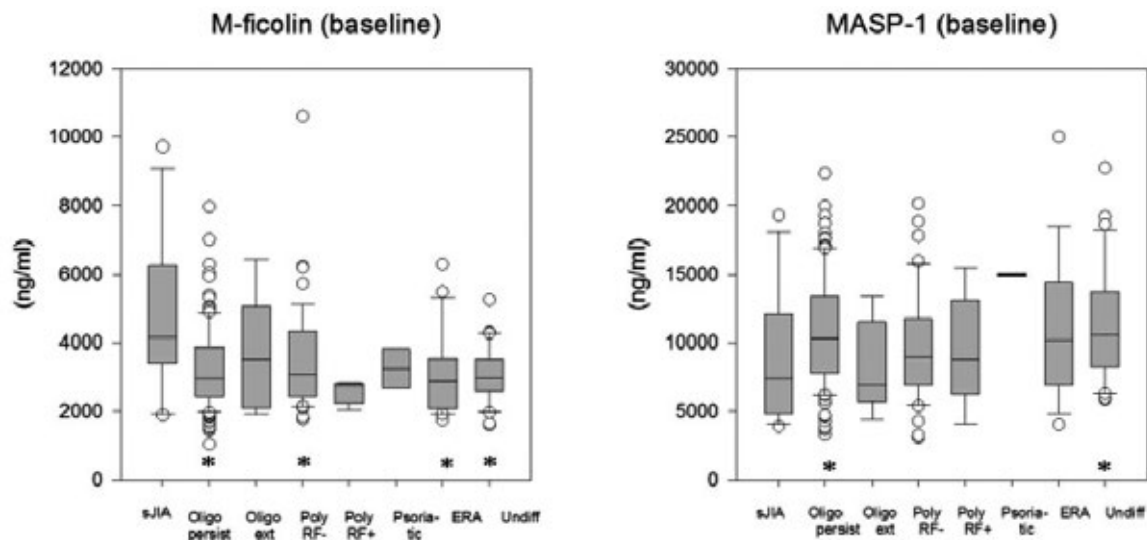 M-ficolin (baseline)
12000
10000
8000
6000
4000
2000
0
(ng/ml)
* * * *
sJIA Oligo persist Oligo ext Poly RF- Poly RF+ Psoria-tic ERA Undiff
MASP-1 (baseline)
30000
25000
20000
15000
10000
5000
0
(ng/ml)
* *
sJIA Oligo persist Oligo ext Poly RF- Poly RF+ Psoria-tic ERA Undiff